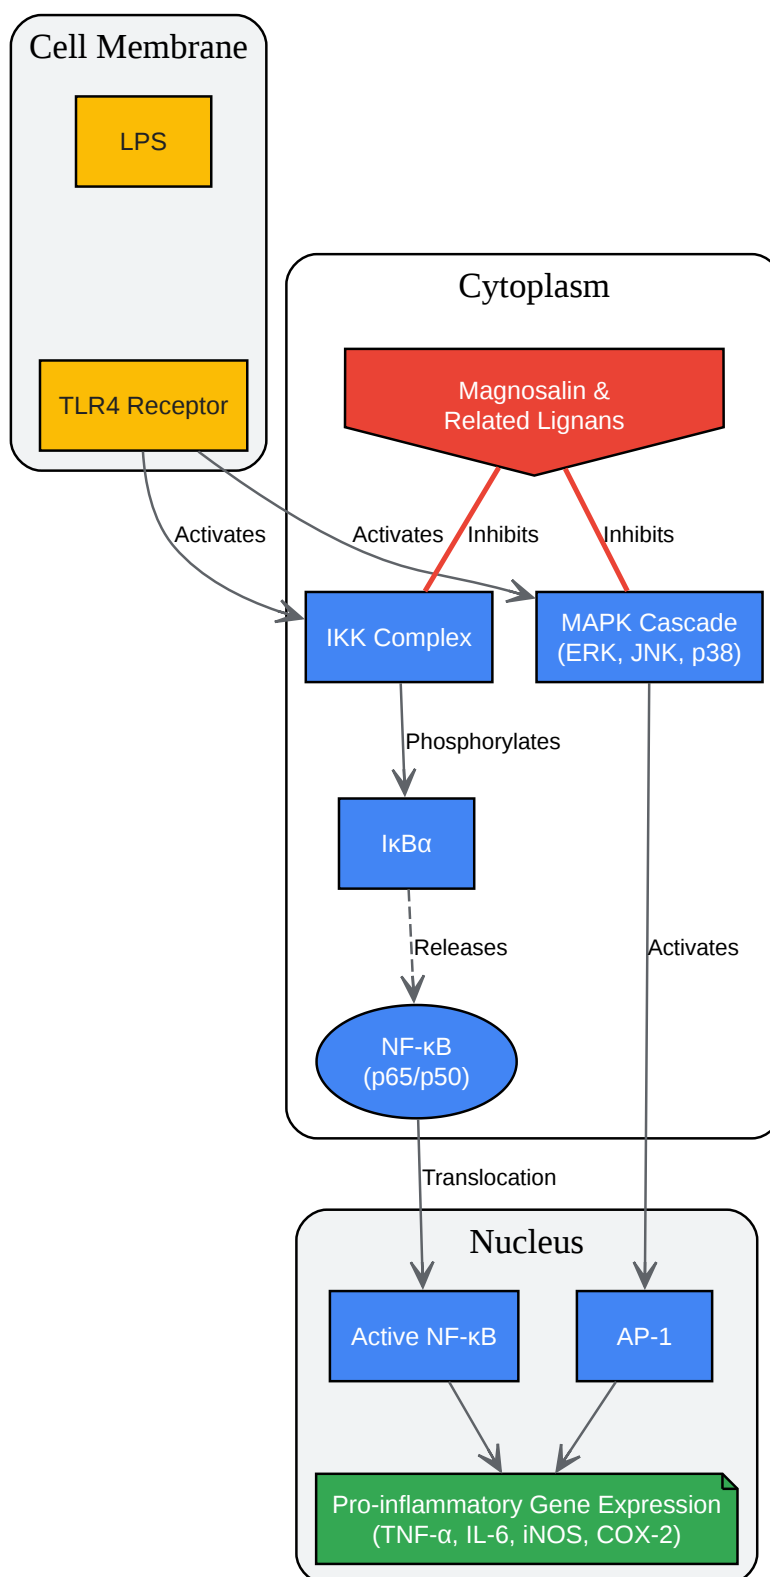 Cell Membrane
LPS
TLR4 Receptor
Cytoplasm
Magnosalin &
Related Lignans
Activates
Activates
Inhibits
Inhibits
IKK Complex
MAPK Cascade
(ERK, JNK, p38)
Phosphorylates
IκBα
Releases
Activates
NF-κB
(p65/p50)
Translocation
Nucleus
Active NF-κB
AP-1
Pro-inflammatory Gene Expression
(TNF-α, IL-6, iNOS, COX-2)